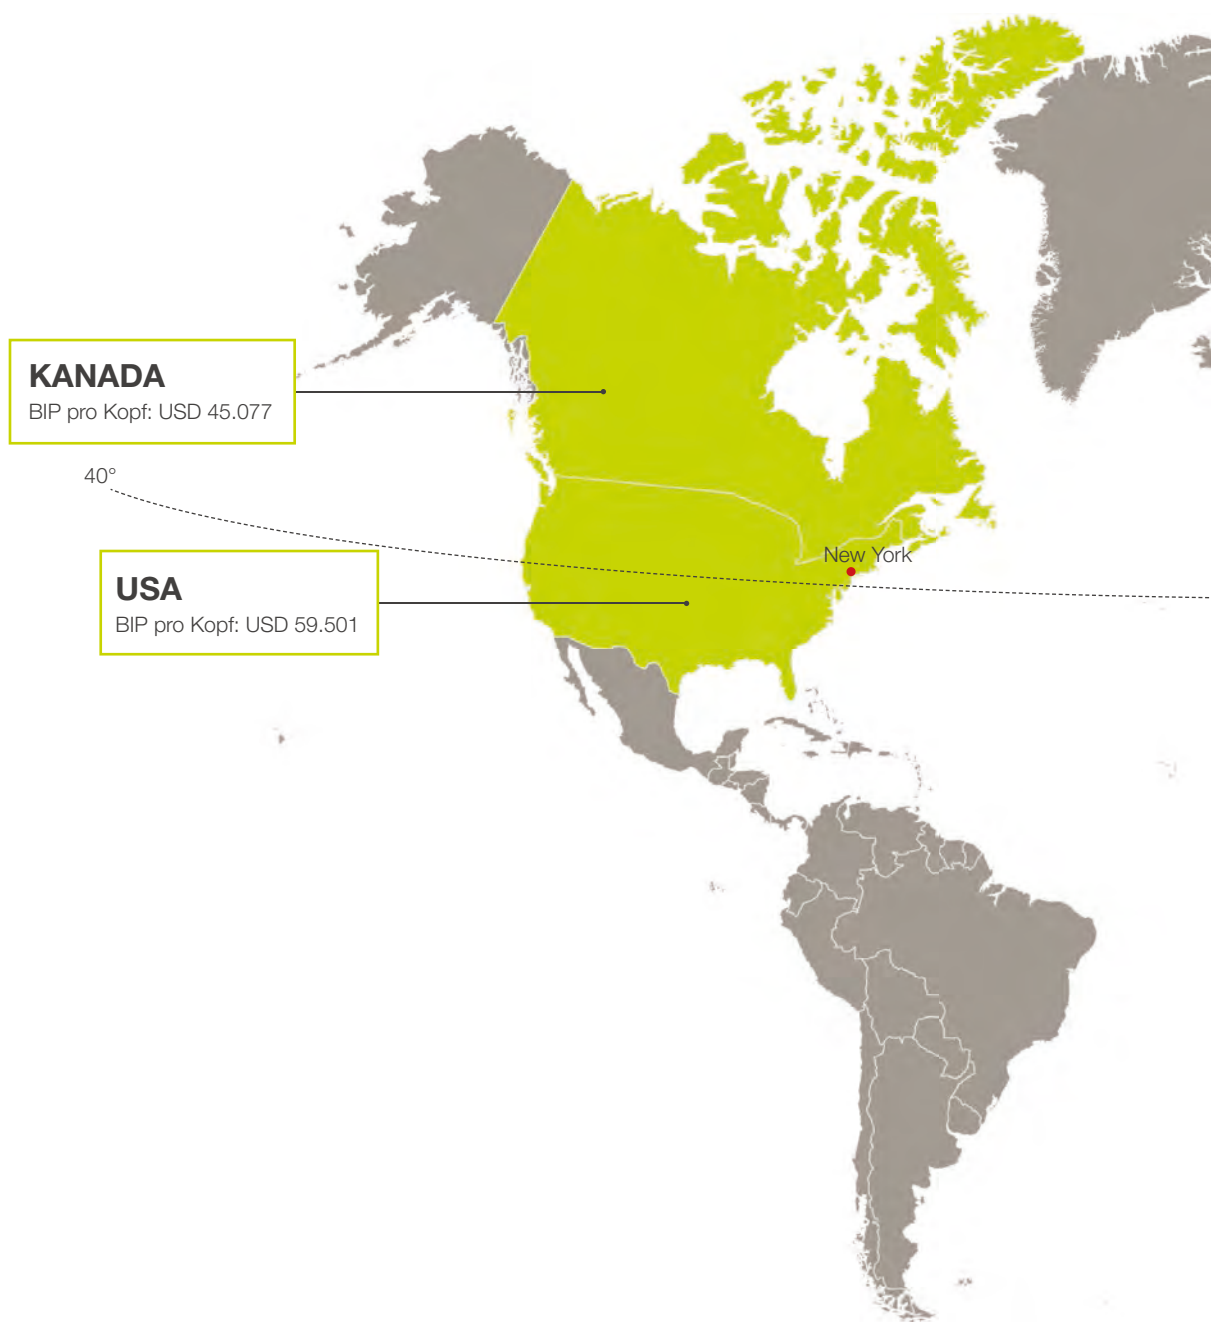 KANADA
BIP pro Kopf: USD 45.077
40°
New York
USA
BIP pro Kopf: USD 59.501